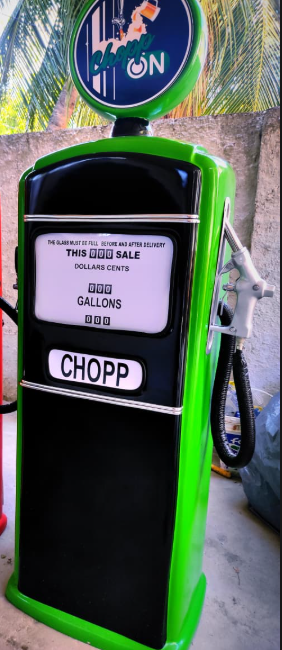 chopp
ON
THE GLASS MUST BE FULL BEFORE AND AFTER DELIVERY
THIS 000 SALE
DOLLARS CENTS
000
GALLONS
000
CHOPP